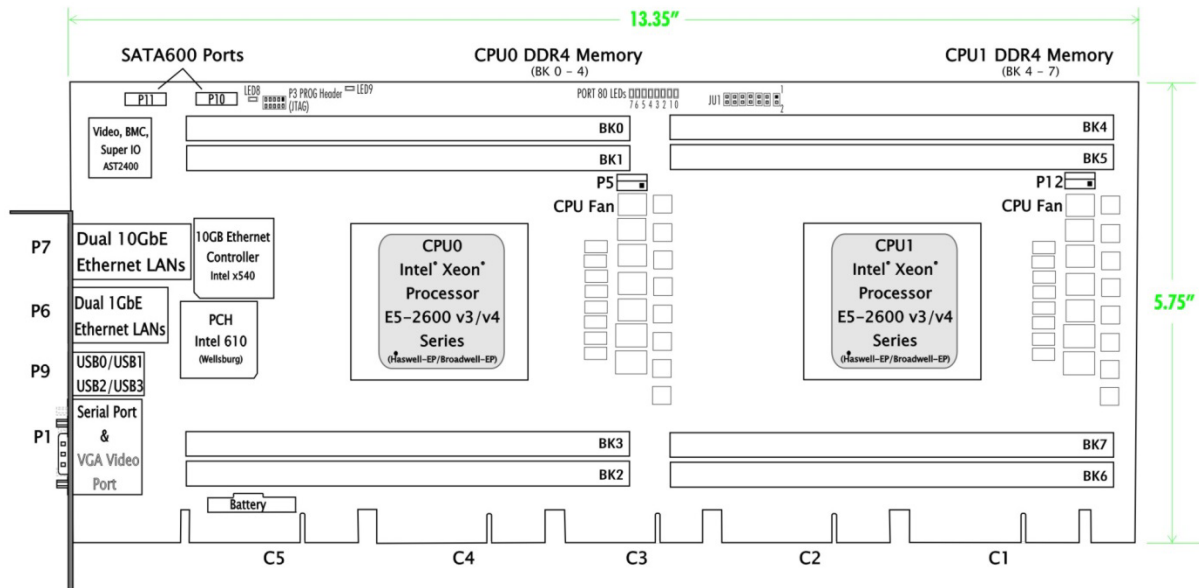 13.35"
SATA600 Ports
CPU0 DDR4 Memory
(BK 0 – 4)
CPU1 DDR4 Memory
(BK 4 – 7)
P11
P10
LED8
P3 PROG Header
(JTAG)
LED9
PORT 80 LEDs
7 6 5 4 3 2 1 0
JU1
1
2
Video, BMC,
Super IO
AST2400
BK0
BK1
BK4
BK5
P5
CPU Fan
P12
CPU Fan
P7
Dual 10GbE
Ethernet LANs
10GB Ethernet
Controller
Intel x540
CPU0
Intel® Xeon®
Processor
E5-2600 v3/v4
Series
(Haswell-EP/Broadwell-EP)
CPU1
Intel® Xeon®
Processor
E5-2600 v3/v4
Series
(Haswell-EP/Broadwell-EP)
5.75"
P6
Dual 1GbE
Ethernet LANs
PCH
Intel 610
(Wellsburg)
P9
USB0/USB1
USB2/USB3
P1
Serial Port
&
VGA Video
Port
BK3
BK2
BK7
BK6
Battery
C5
C4
C3
C2
C1